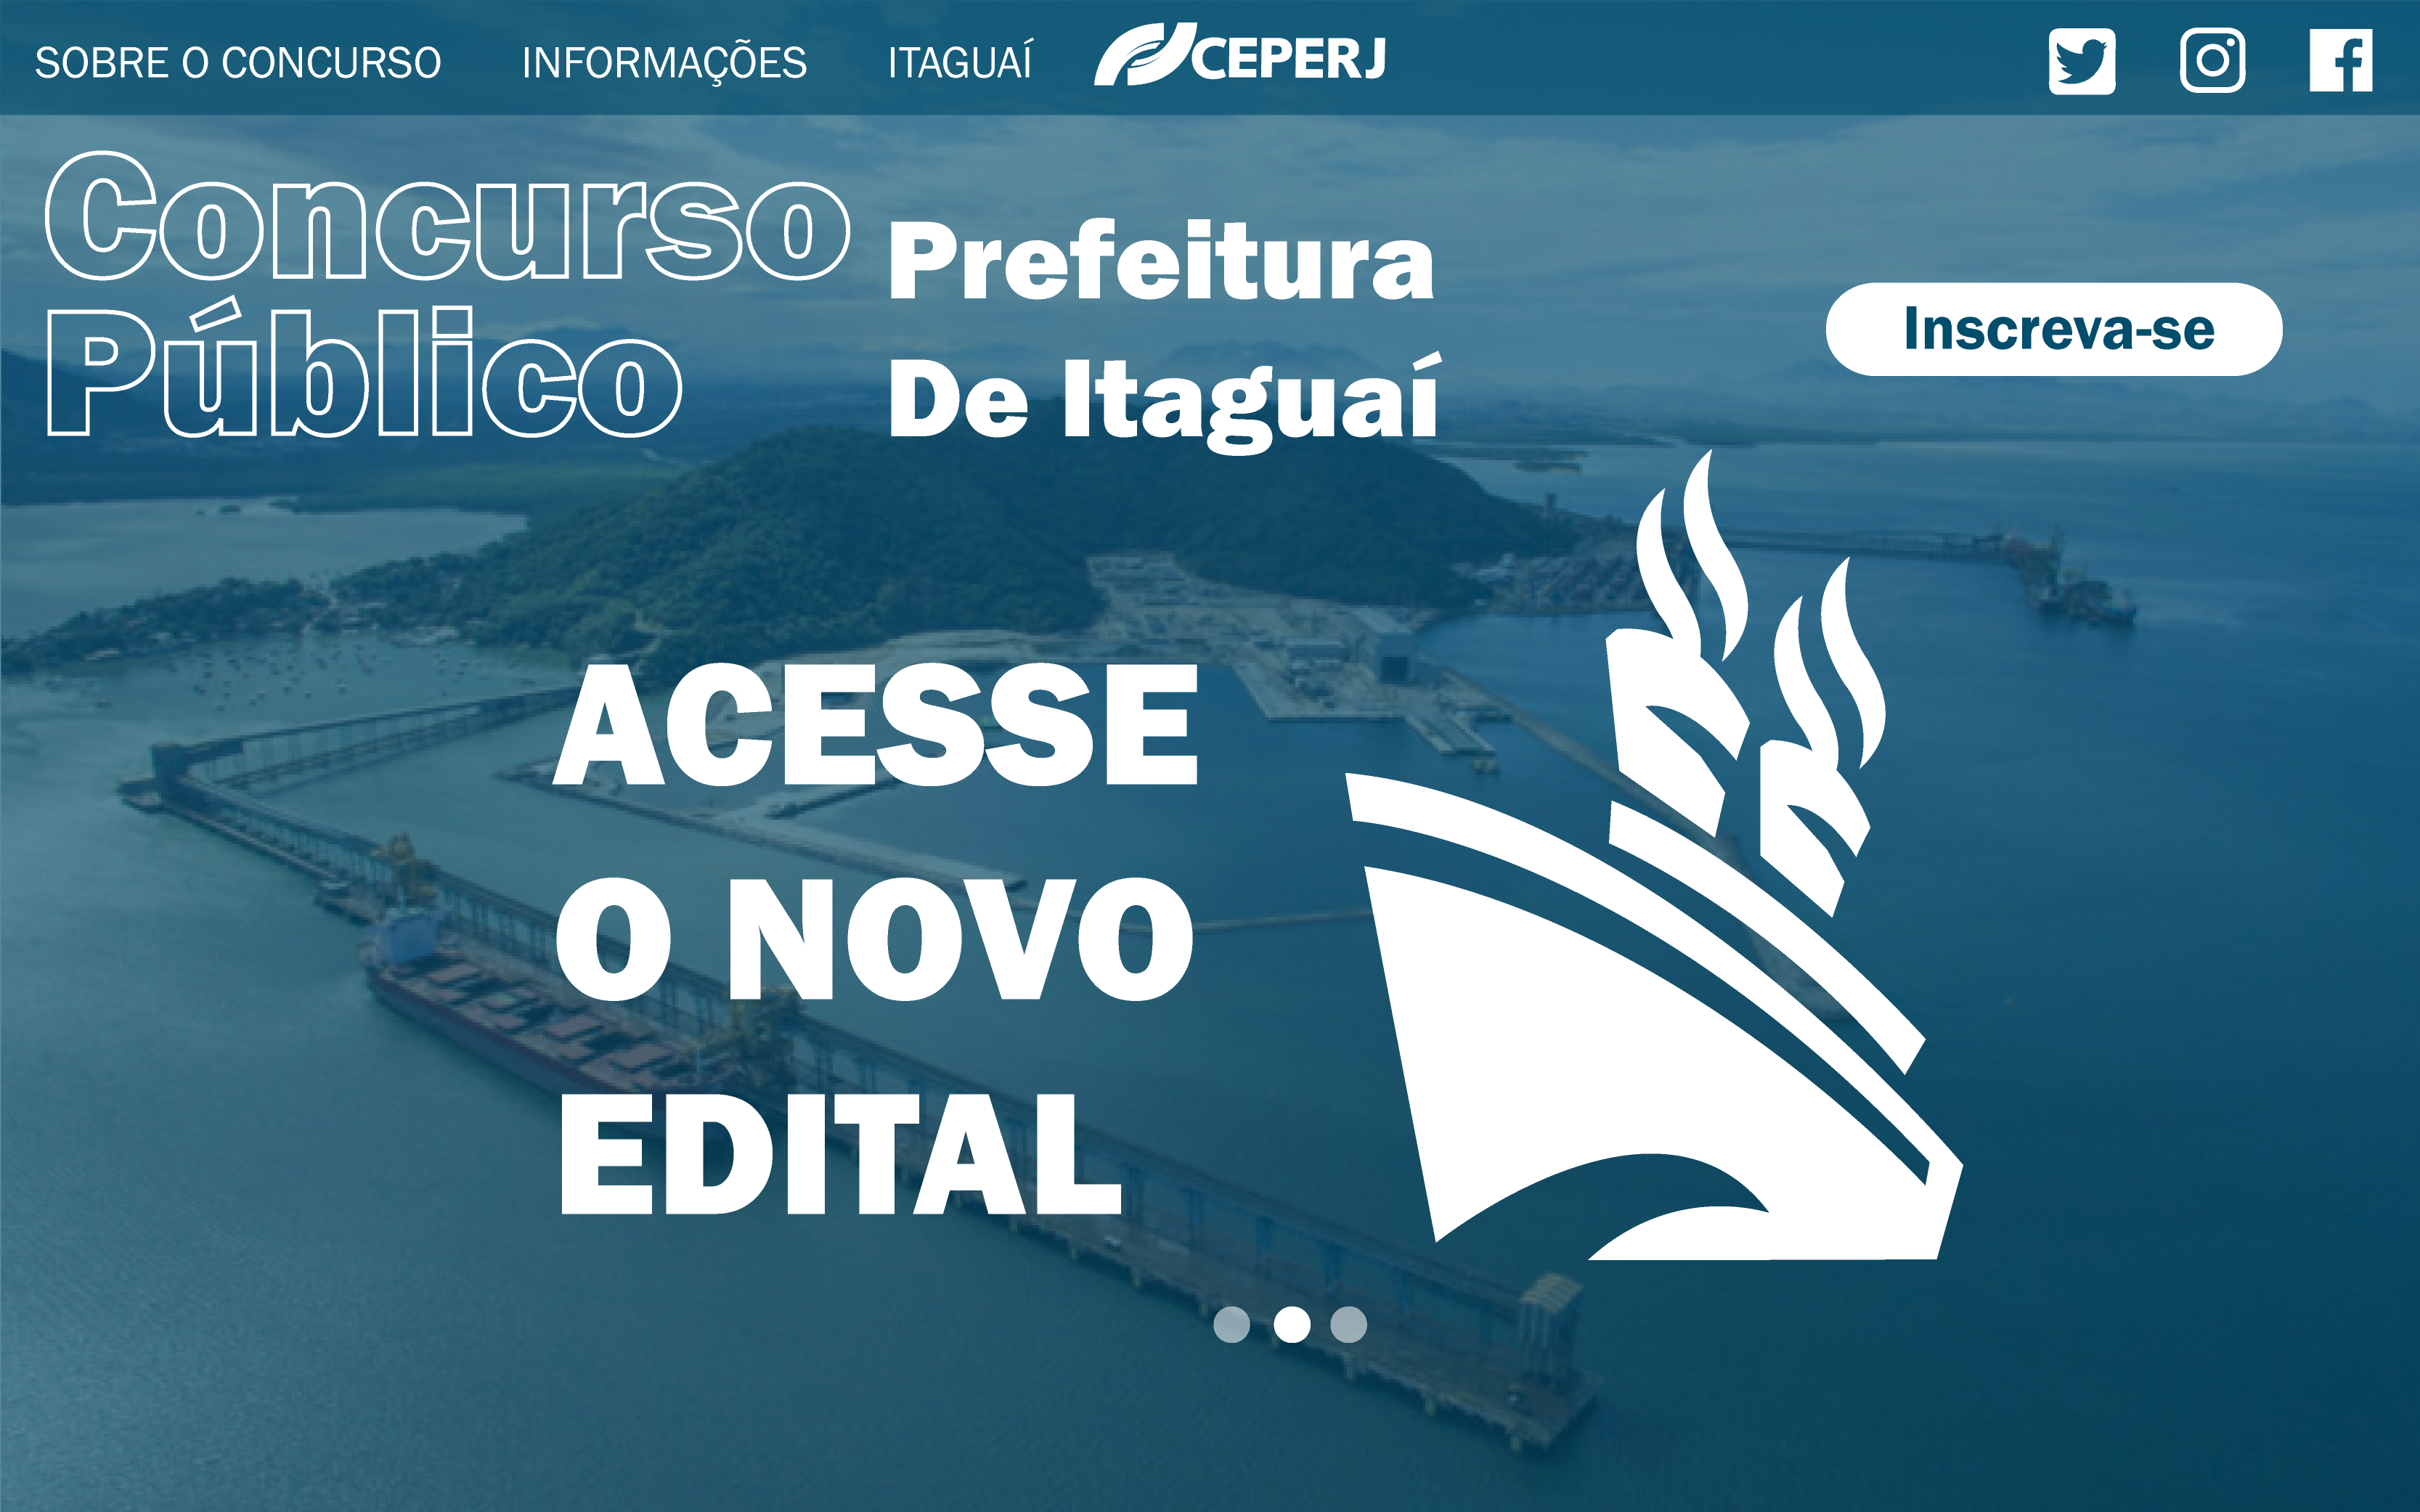 SOBRE O CONCURSO
INFORMAÇÕES
ITAGUAÍ
CEPERJ
Concurso
Público
Prefeitura
De Itaguaí
Inscreva-se
ACESSE
O NOVO
EDITAL